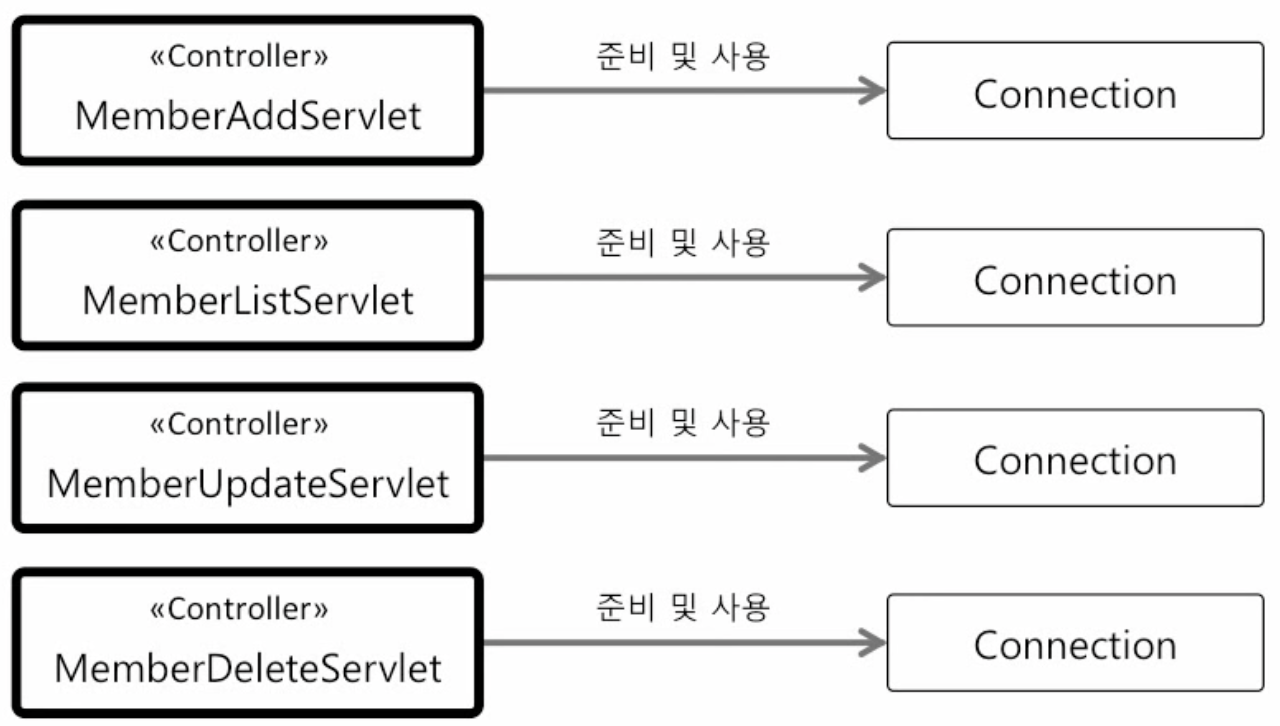 «Controller»
MemberAddServlet
준비 및 사용
Connection
«Controller»
MemberListServlet
준비 및 사용
Connection
«Controller»
MemberUpdateServlet
준비 및 사용
Connection
«Controller»
MemberDeleteServlet
준비 및 사용
Connection